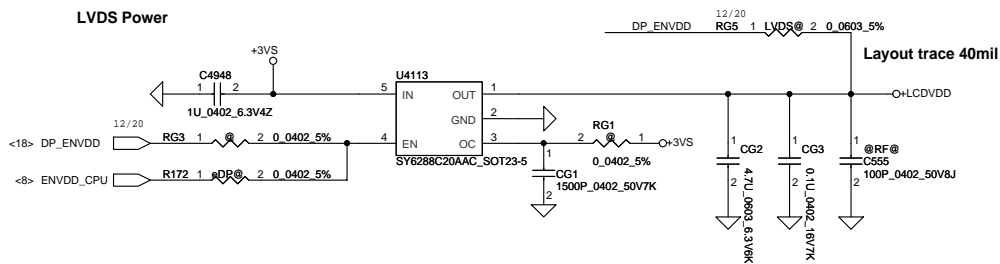 LVDS Power
12/20
DP_ENVDD RG5 1 LVDS@ 2 0_0603_5%
Layout trace 40mil
+3VS
C4948
1 2
1U_0402_6.3V4Z
U4113
5 IN OUT 1
GND 2
4 EN OC 3
SY6288C20AAC_SOT23-5
+LCDVDD
12/20
<18> DP_ENVDD RG3 1 @ 2 0_0402_5%
<8> ENVDD_CPU R172 1 eDP@ 2 0_0402_5%
RG1
1 @ 2 +3VS
0_0402_5%
1
CG1
1500P_0402_50V7K
2
1
CG2
2
4.7U_0603_6.3V6K
1
CG3
2
0.1U_0402_16V7K
1
@RF@
C555
100P_0402_50V8J
2